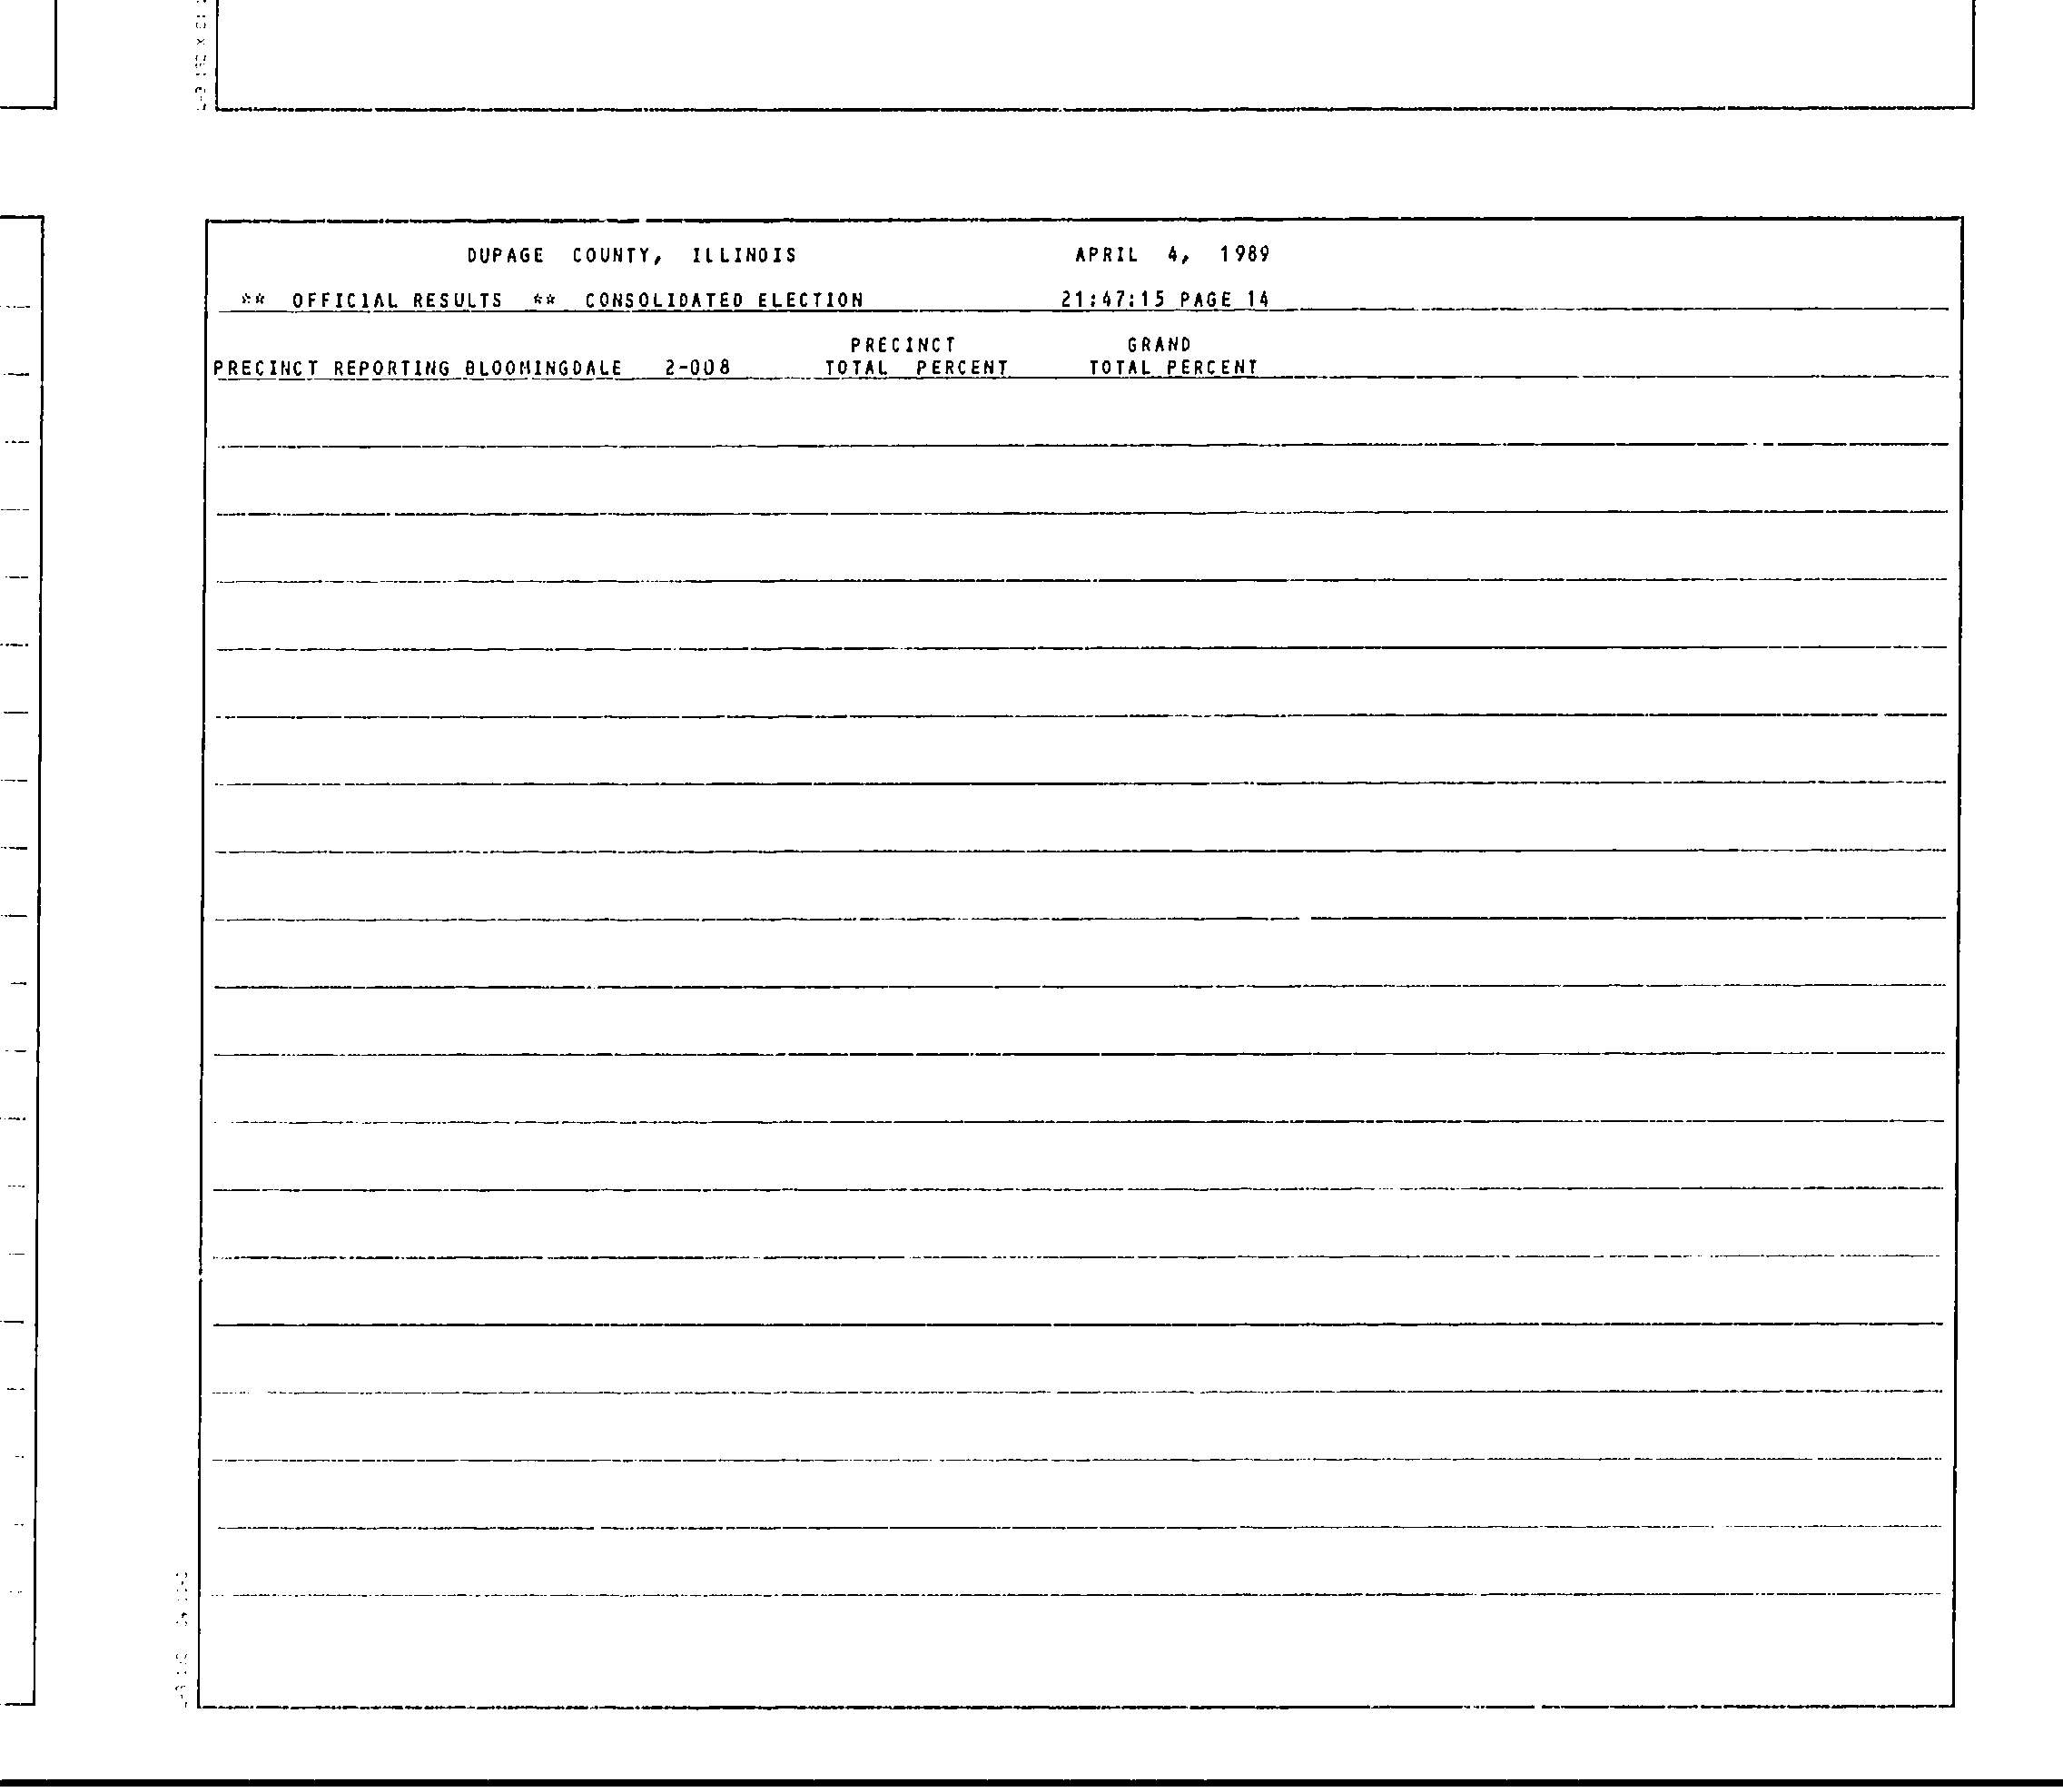 DUPAGE COUNTY, ILLINOIS APRIL 4, 1989
** OFFICIAL RESULTS ** CONSOLIDATED ELECTION 21:47:15 PAGE 14
PRECINCT GRAND
PRECINCT REPORTING BLOOMINGDALE 2-008 TOTAL PERCENT TOTAL PERCENT